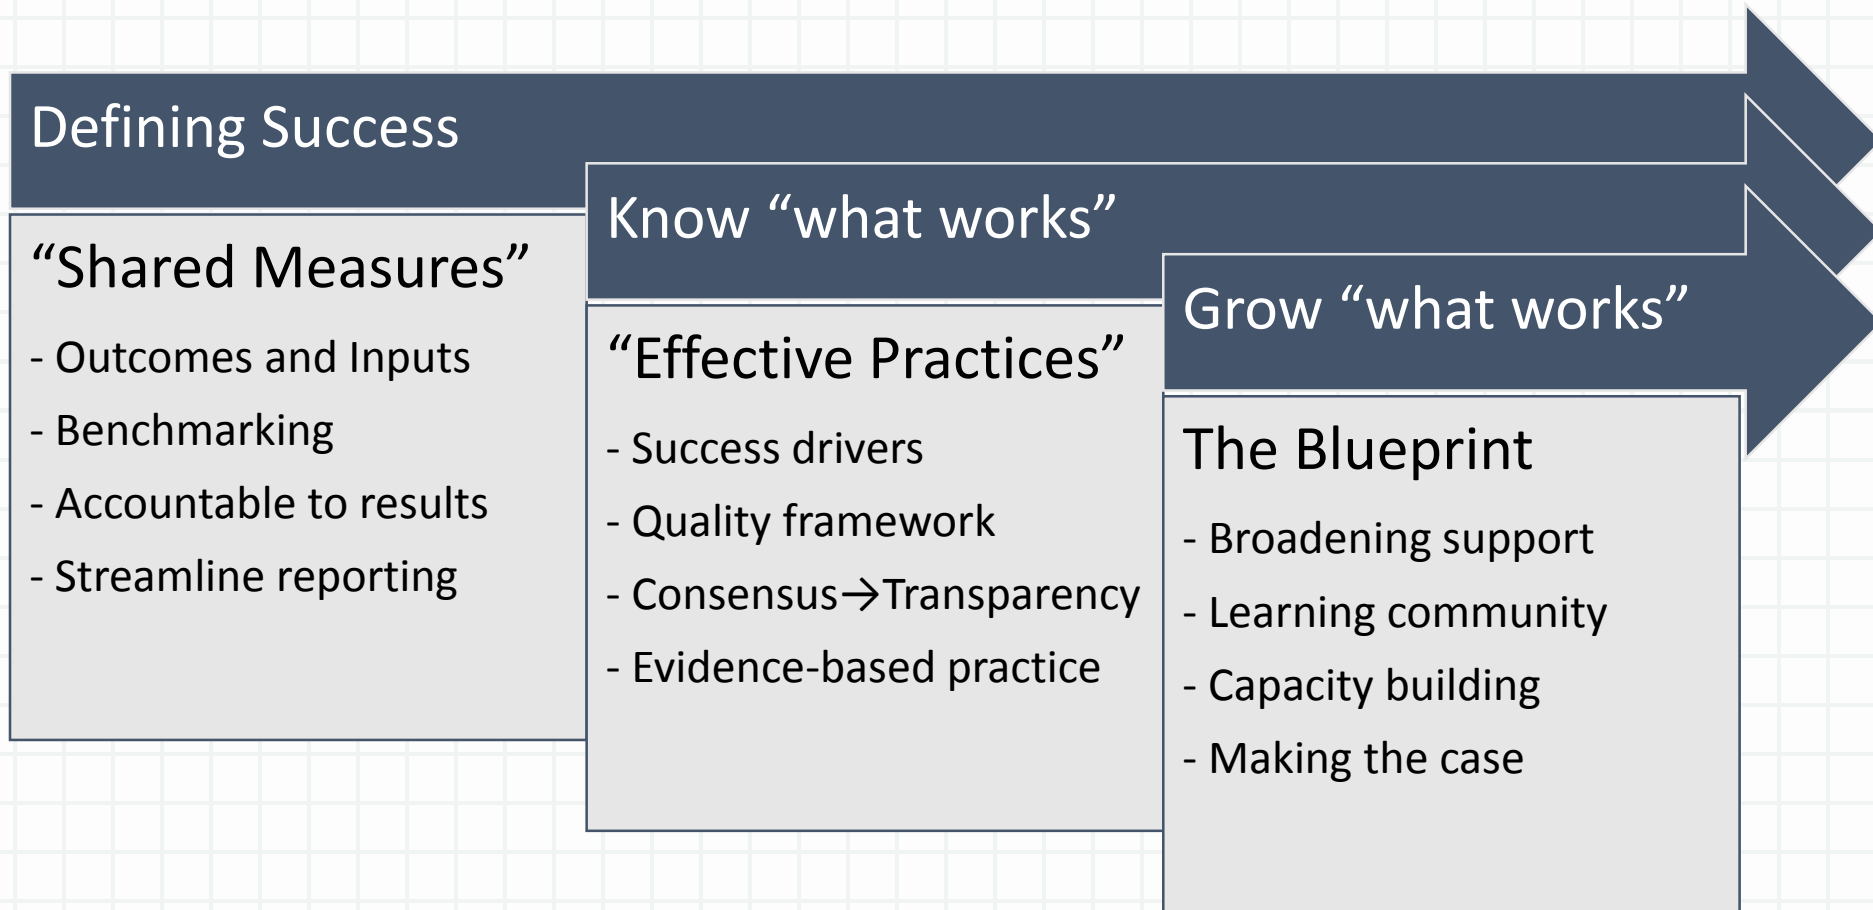 Defining Success
“Shared Measures”
- Outcomes and Inputs
- Benchmarking
- Accountable to results
- Streamline reporting
Know “what works”
“Effective Practices”
- Success drivers
- Quality framework
- Consensus→Transparency
- Evidence-based practice
Grow “what works”
The Blueprint
- Broadening support
- Learning community
- Capacity building
- Making the case